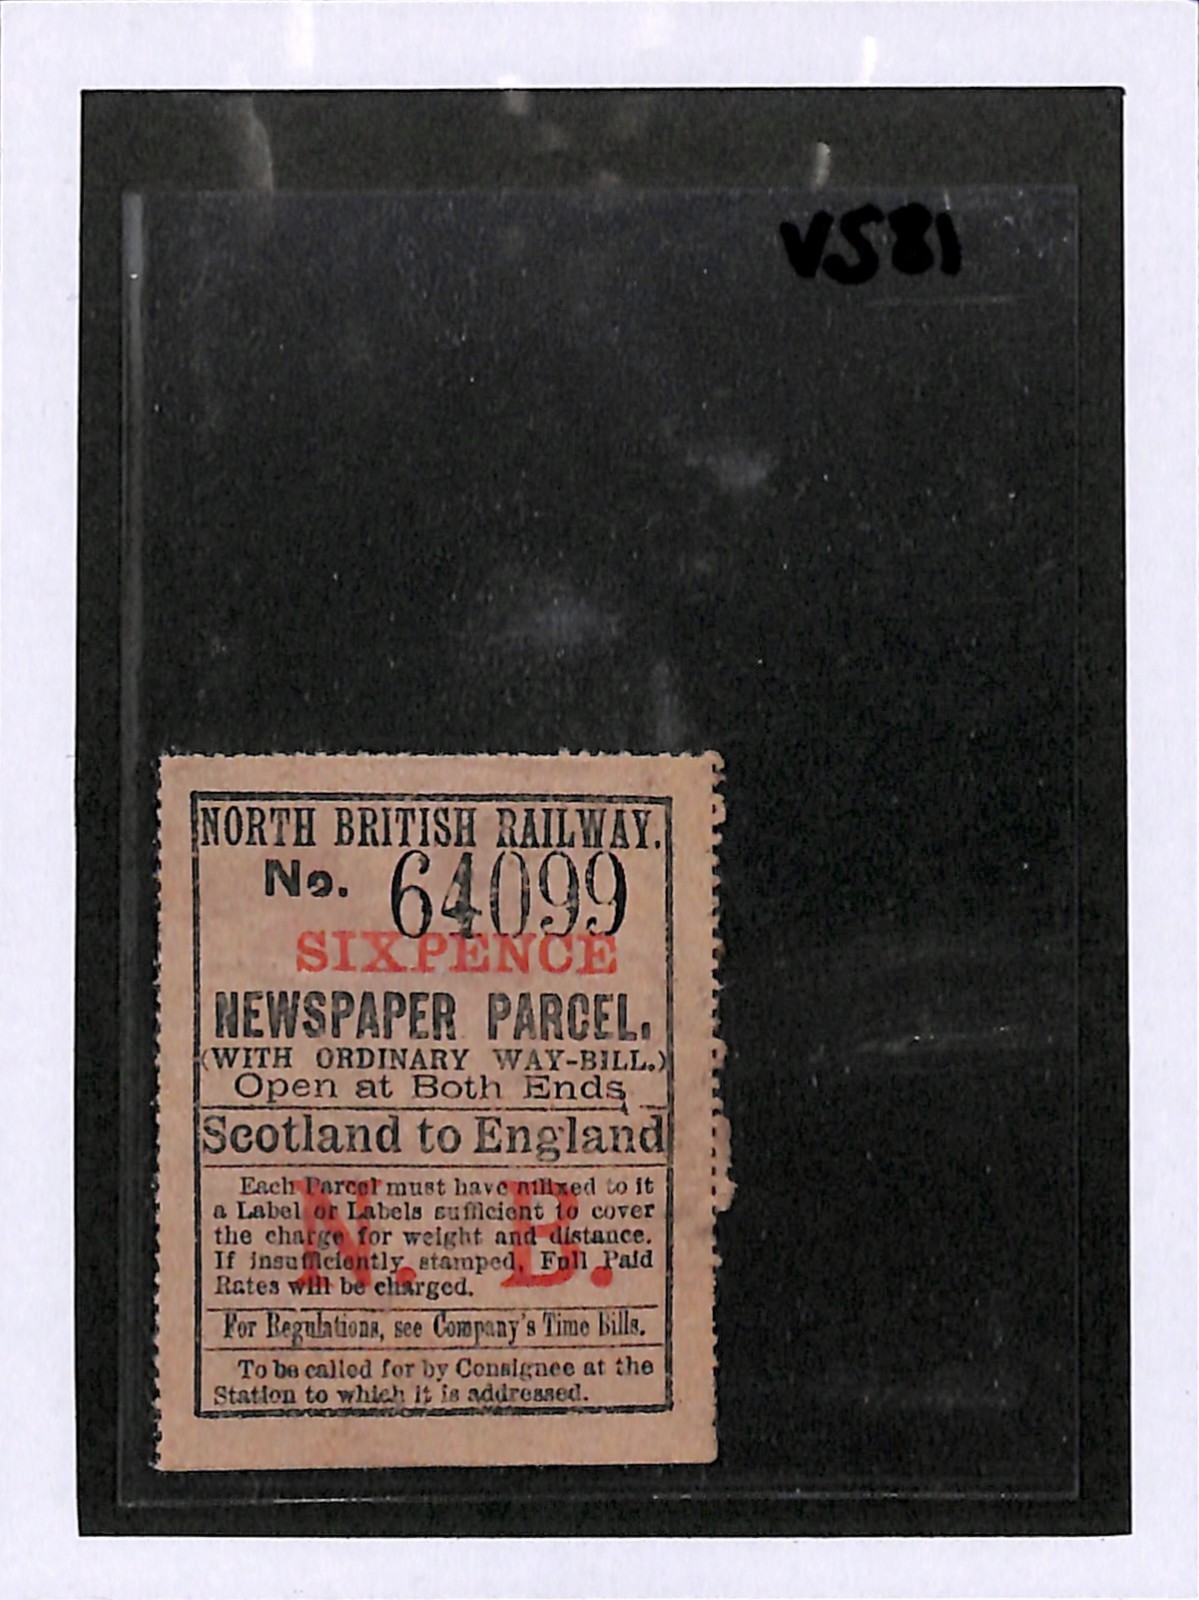 VS81
NORTH BRITISH RAILWAY.
No. 64099
SIXPENCE
NEWSPAPER PARCEL.
(WITH ORDINARY WAY-BILL.)
Open at Both Ends,
Scotland to England
Each Parcel must have affixed to it
a Label or Labels sufficient to cover
the charge for weight and distance.
If insufficiently stamped, Full Paid
Rates will be charged.
N. B.
For Regulations, see Company's Time Bills.
To be called for by Consignee at the
Station to which it is addressed.